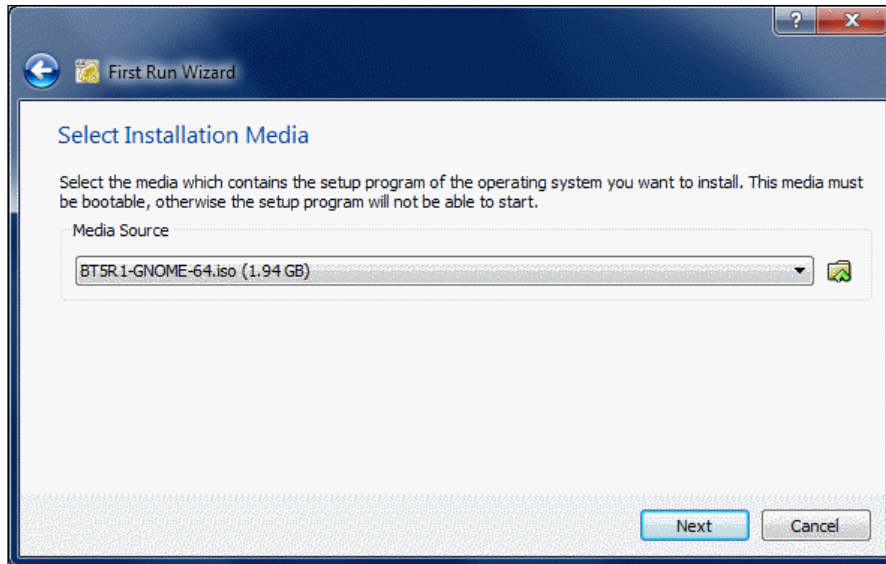 ?
X
First Run Wizard
Select Installation Media
Select the media which contains the setup program of the operating system you want to install. This media must
be bootable, otherwise the setup program will not be able to start.
Media Source
BT5R1-GNOME-64.iso (1.94 GB)
Next
Cancel